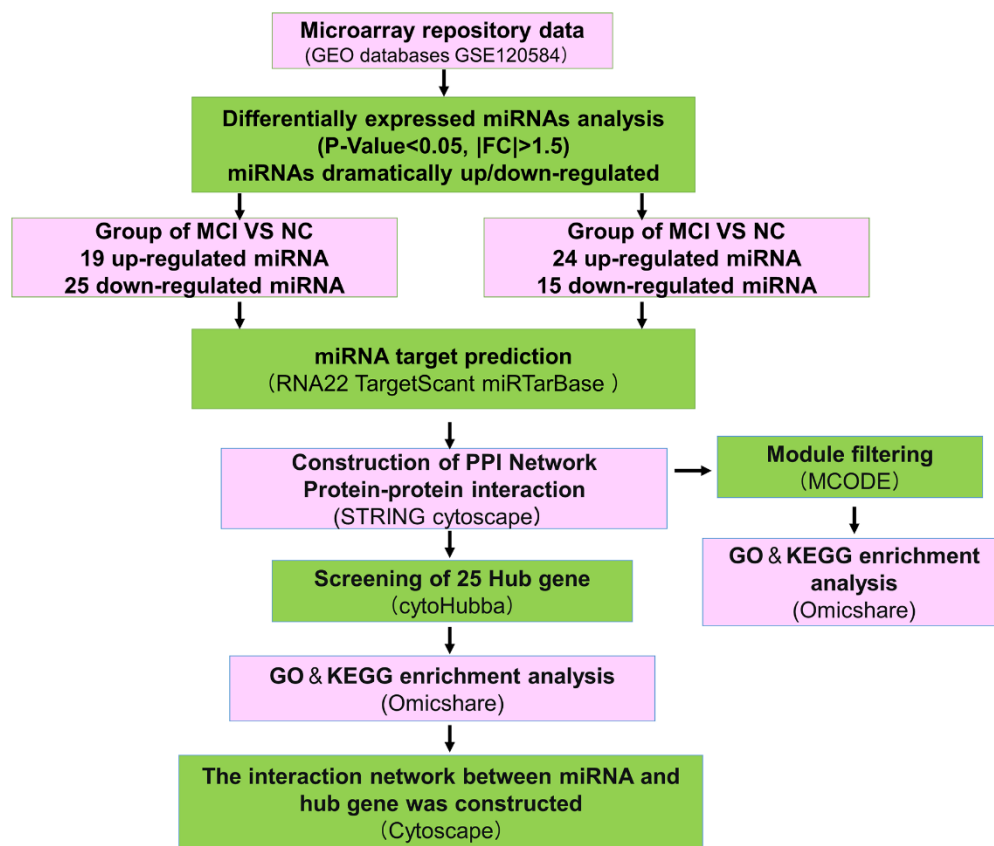 Microarray repository data
(GEO databases GSE120584）
Differentially expressed miRNAs analysis
(P-Value<0.05, |FC|>1.5)
miRNAs dramatically up/down-regulated
Group of MCI VS NC
19 up-regulated miRNA
25 down-regulated miRNA
Group of MCI VS NC
24 up-regulated miRNA
15 down-regulated miRNA
miRNA target prediction
（RNA22 TargetScant miRTarBase ）
Construction of PPI Network
Protein-protein interaction
(STRING cytoscape）
Module filtering
（MCODE）
GO & KEGG enrichment
analysis
(Omicshare)
Screening of 25 Hub gene
（cytoHubba）
GO & KEGG enrichment analysis
(Omicshare)
The interaction network between miRNA and
hub gene was constructed
（Cytoscape）